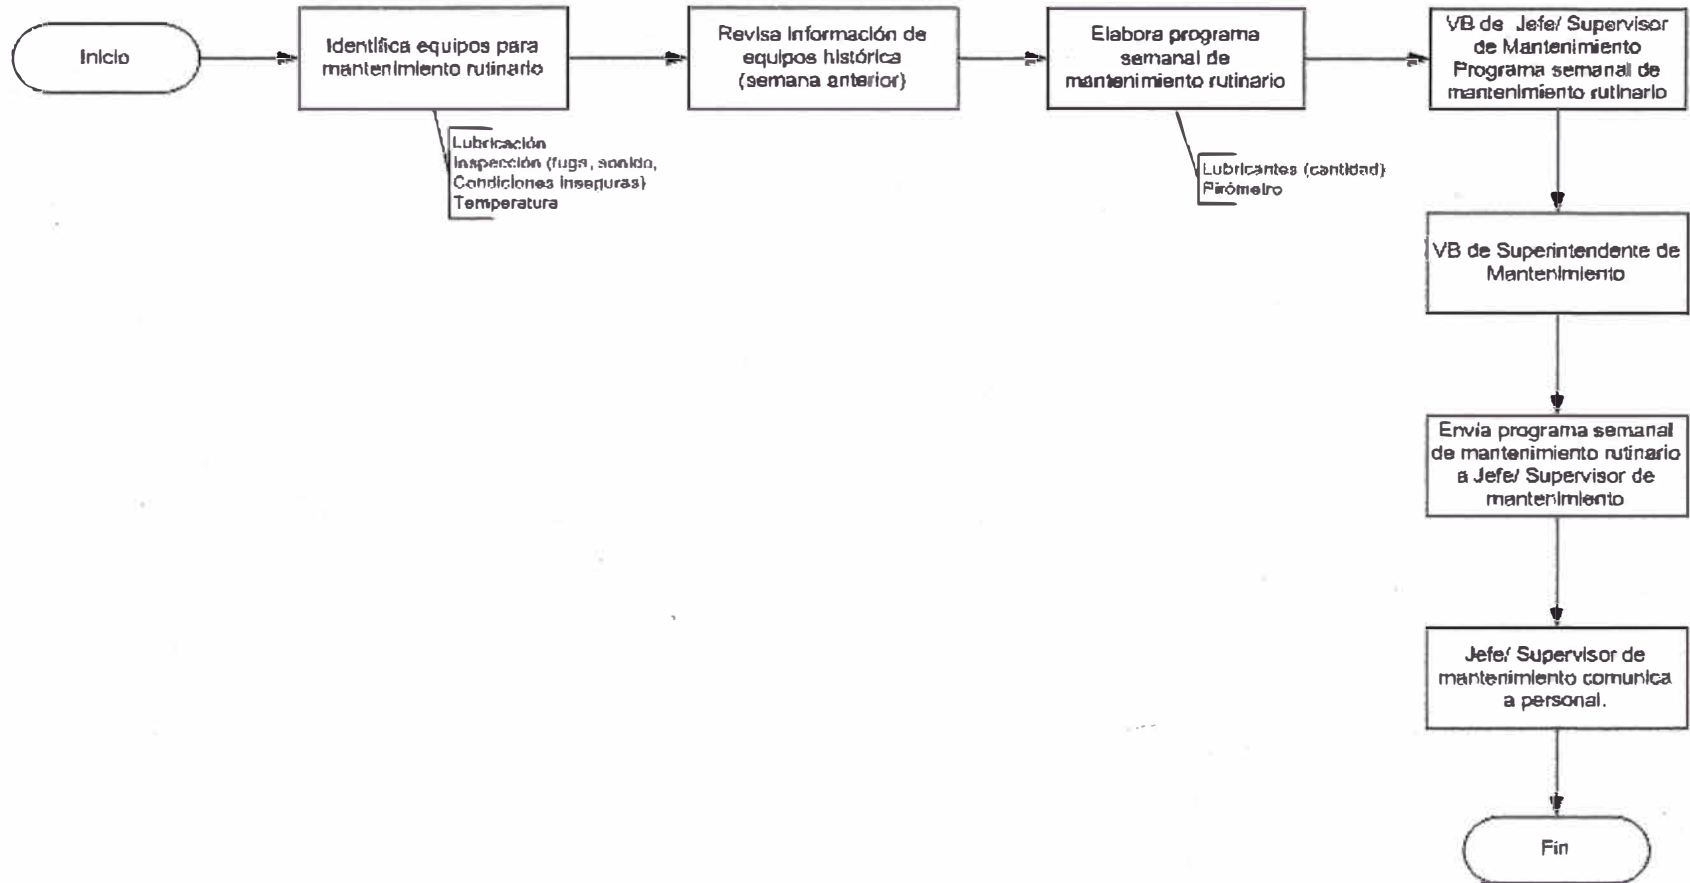 Inicio
Identifica equipos para
mantenimiento rutinario
Lubricación
Inspección (fuga, sonido,
Condiciones inseguras)
Temperatura
Revisa información de
equipos histórica
(semana anterior)
Elabora programa
semanal de
mantenimiento rutinario
Lubricantes (cantidad)
Pirómetro
VB de Jefe/ Supervisor
de Mantenimiento
Programa semanal de
mantenimiento rutinario
VB de Superintendente de
Mantenimiento
Envía programa semanal
de mantenimiento rutinario
a Jefe/ Supervisor de
mantenimiento
Jefe/ Supervisor de
mantenimiento comunica
a personal.
Fin